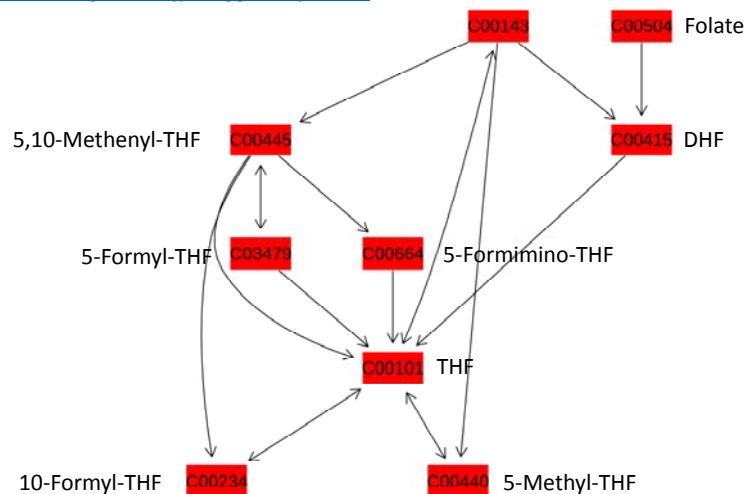 C00143
C00504 Folate
5,10-Methenyl-THF C00445
C00415 DHF
5-Formyl-THF C03479
C00664 5-Formimino-THF
C00101 THF
10-Formyl-THF C00234
C00440 5-Methyl-THF